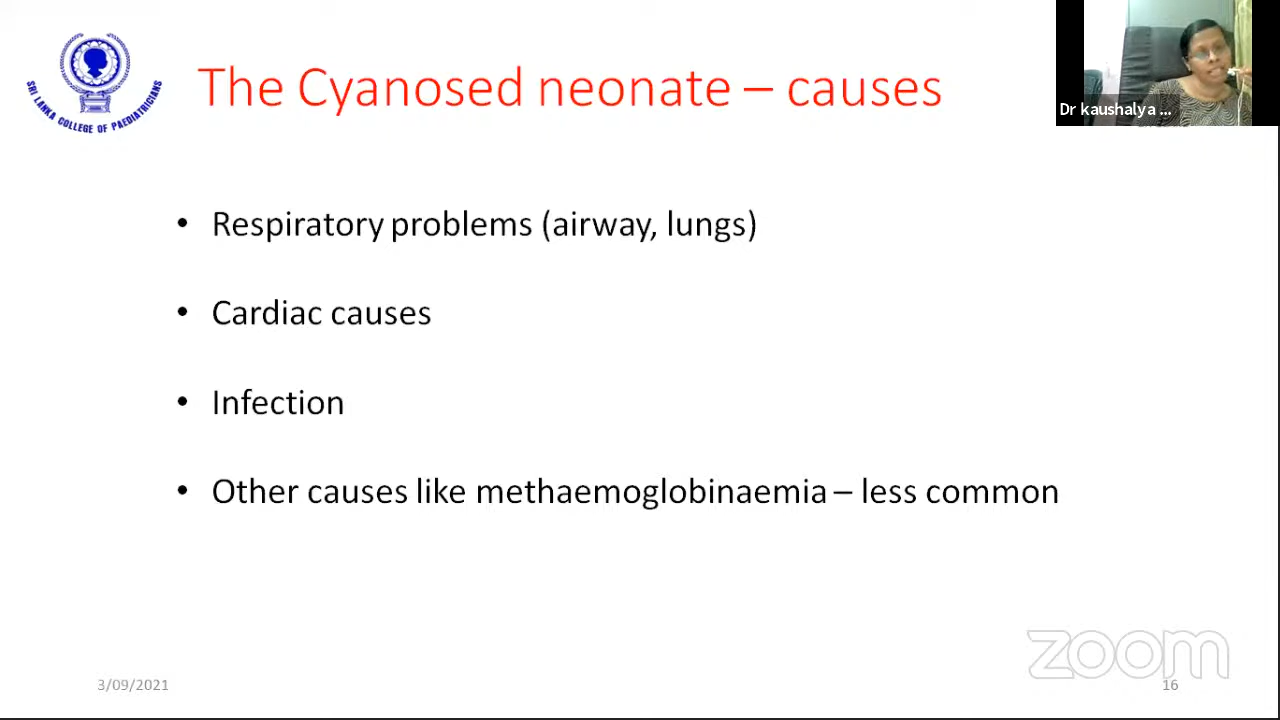 SRI LANKA COLLEGE OF PAEDIATRICIANS
The Cyanosed neonate – causes
Dr kaushalya ...
• Respiratory problems (airway, lungs)
• Cardiac causes
• Infection
• Other causes like methaemoglobinaemia – less common
zoom
3/09/2021
16